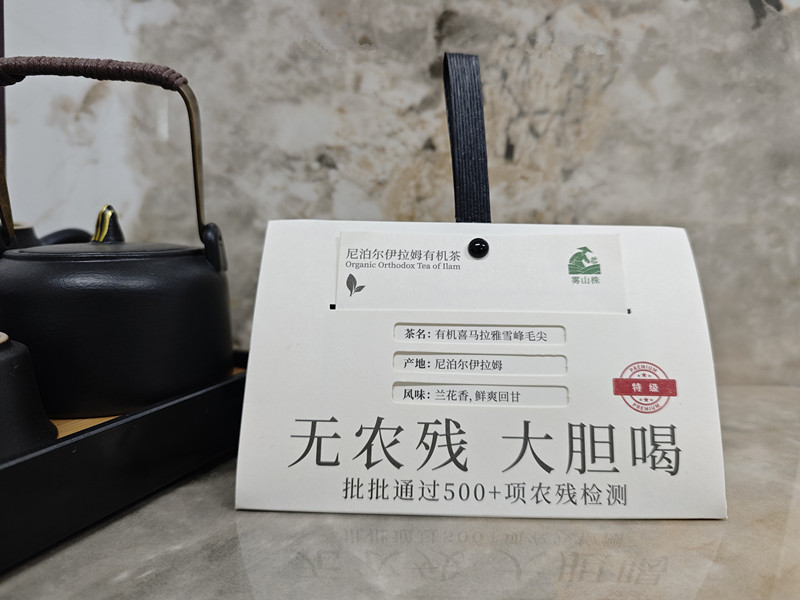 尼泊尔伊拉姆有机茶
Organic Orthodox Tea of Ilam
雾山株
茶名：有机喜马拉雅雪峰毛尖
产地：尼泊尔伊拉姆
风味：兰花香，鲜爽回甘
PREMIUM
特级
PREMIUM
无农残 大胆喝
批批通过500+项农残检测